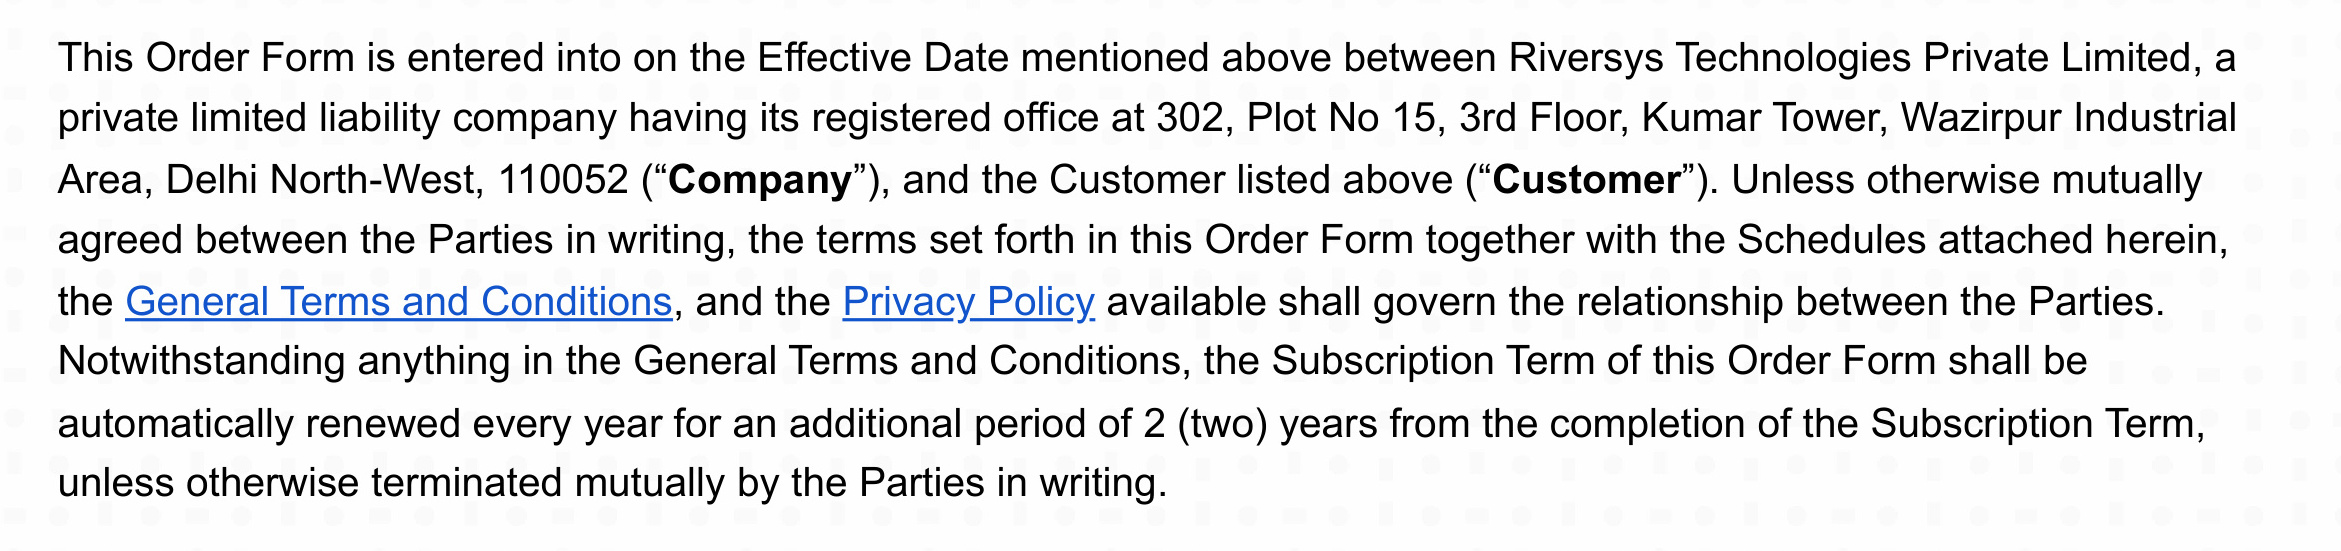 This Order Form is entered into on the Effective Date mentioned above between Riversys Technologies Private Limited, a
private limited liability company having its registered office at 302, Plot No 15, 3rd Floor, Kumar Tower, Wazirpur Industrial
Area, Delhi North-West, 110052 (“Company”), and the Customer listed above (“Customer”). Unless otherwise mutually
agreed between the Parties in writing, the terms set forth in this Order Form together with the Schedules attached herein,
the General Terms and Conditions, and the Privacy Policy available shall govern the relationship between the Parties.
Notwithstanding anything in the General Terms and Conditions, the Subscription Term of this Order Form shall be
automatically renewed every year for an additional period of 2 (two) years from the completion of the Subscription Term,
unless otherwise terminated mutually by the Parties in writing.